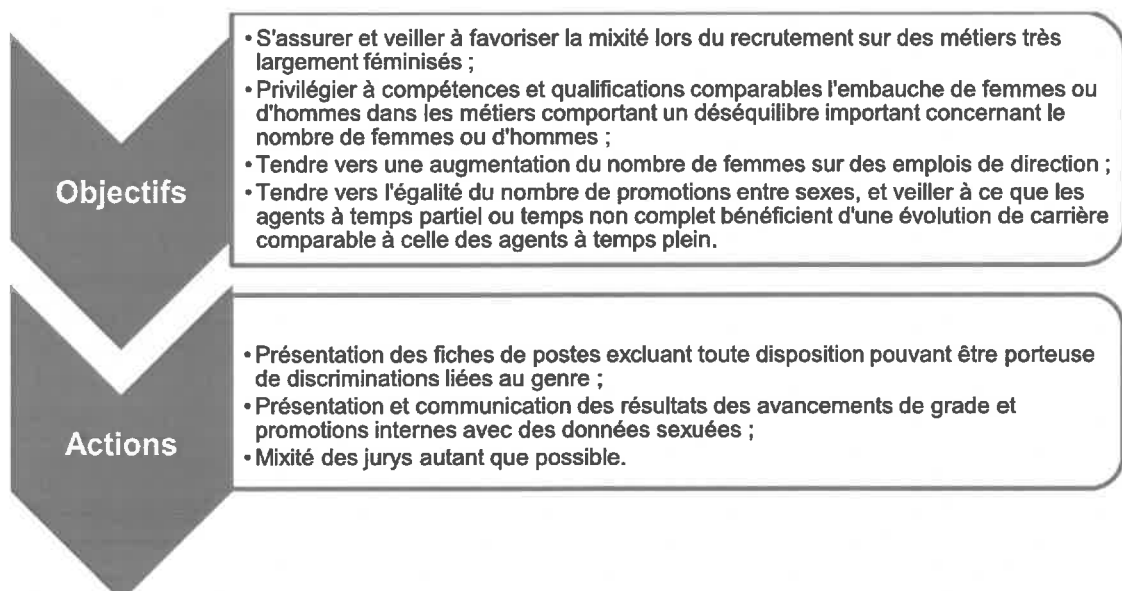 Objectifs
• S'assurer et veiller à favoriser la mixité lors du recrutement sur des métiers très
largement féminisés ;
• Privilégier à compétences et qualifications comparables l'embauche de femmes ou
d'hommes dans les métiers comportant un déséquilibre important concernant le
nombre de femmes ou d'hommes ;
• Tendre vers une augmentation du nombre de femmes sur des emplois de direction ;
• Tendre vers l'égalité du nombre de promotions entre sexes, et veiller à ce que les
agents à temps partiel ou temps non complet bénéficient d'une évolution de carrière
comparable à celle des agents à temps plein.
Actions
• Présentation des fiches de postes excluant toute disposition pouvant être porteuse
de discriminations liées au genre ;
• Présentation et communication des résultats des avancements de grade et
promotions internes avec des données sexuées ;
• Mixité des jurys autant que possible.